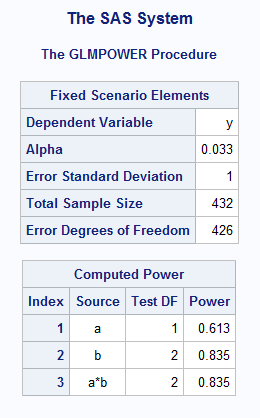 The SAS System
The GLMPOWER Procedure
Fixed Scenario Elements
Dependent Variable y
Alpha 0.033
Error Standard Deviation 1
Total Sample Size 432
Error Degrees of Freedom 426
Computed Power
Index Source Test DF Power
1 a 1 0.613
2 b 2 0.835
3 a*b 2 0.835